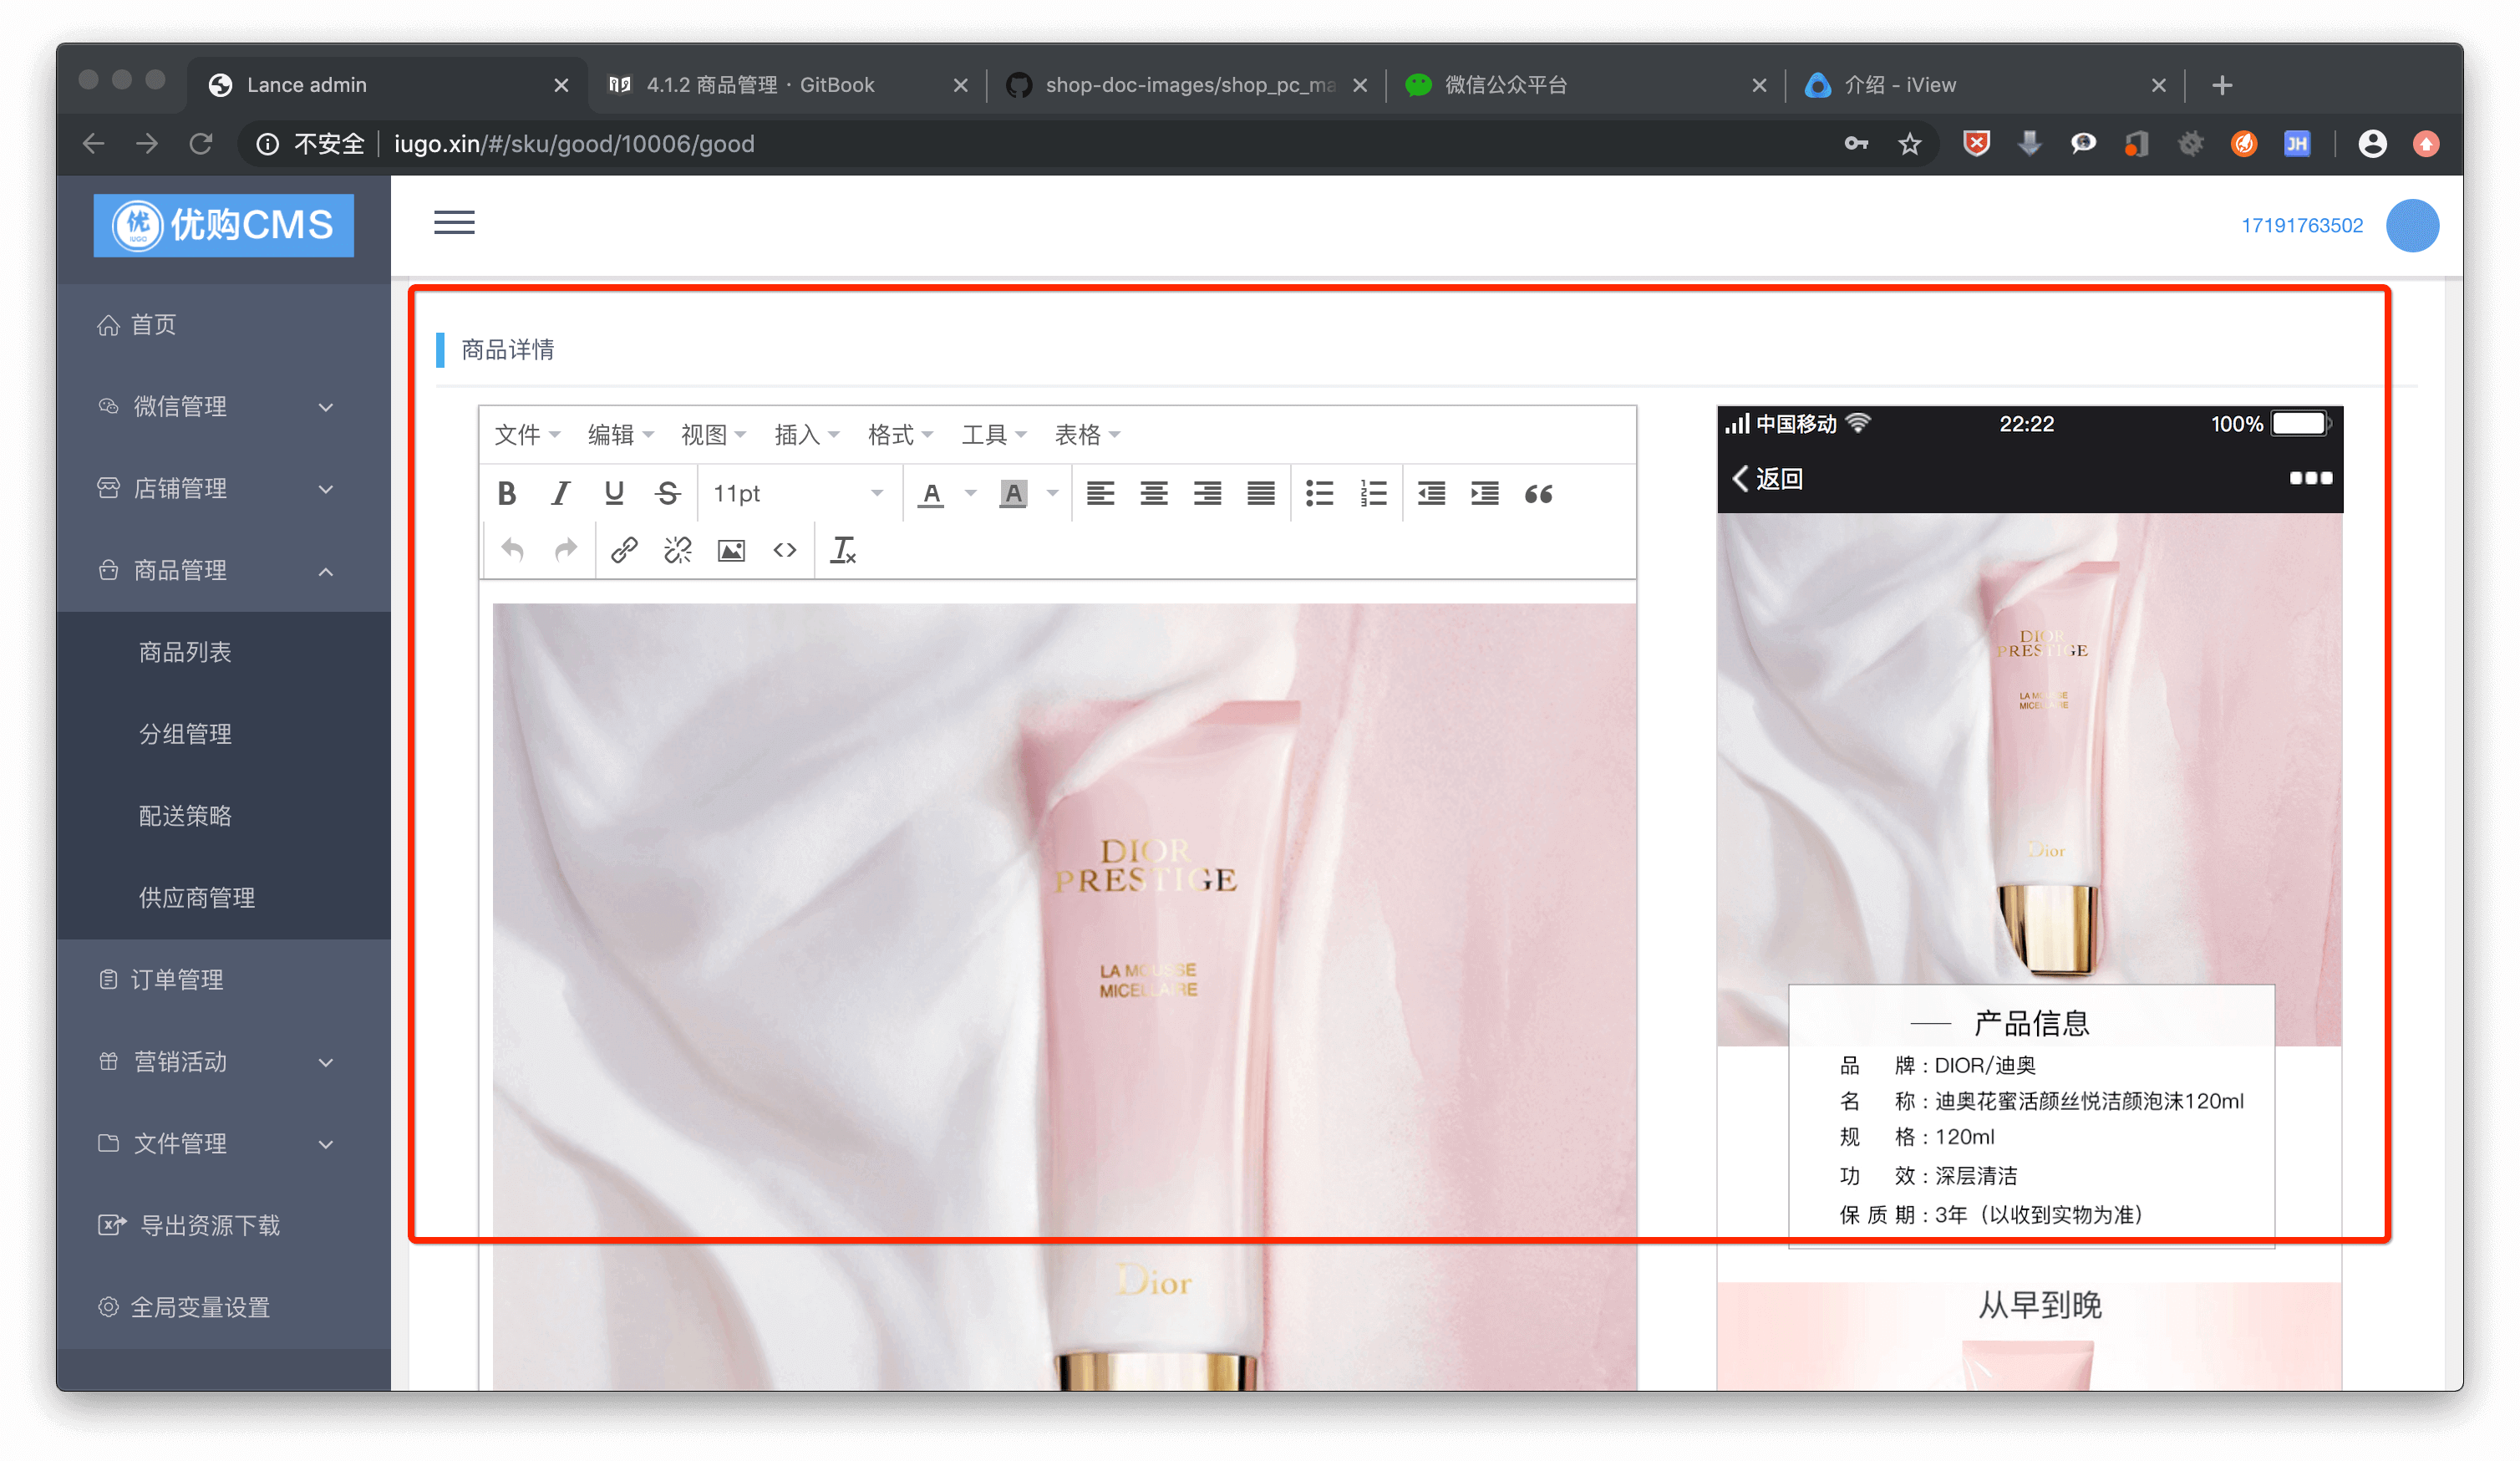 Lance admin
4.1.2 商品管理 · GitBook
shop-doc-images/shop_pc_ma
微信公众平台
介绍 - iView
不安全
iugo.xin/#/sku/good/10006/good
JH
优
IUGO
优购CMS
17191763502
首页
微信管理
店铺管理
商品管理
商品列表
分组管理
配送策略
供应商管理
订单管理
营销活动
文件管理
导出资源下载
全局变量设置
商品详情
文件 编辑 视图 插入 格式 工具 表格
11pt
DIOR
PRESTIGE
LA MOUSSE
MICELLAIRE
Dior
中国移动 22:22 100%
返回
DIOR
PRESTIGE
LA MOUSSE
MICELLAIRE
Dior
产品信息
品 牌：DIOR/迪奥
名 称：迪奥花蜜活颜丝悦洁颜泡沫120ml
规 格：120ml
功 效：深层清洁
保 质 期：3年（以收到实物为准）
从早到晚